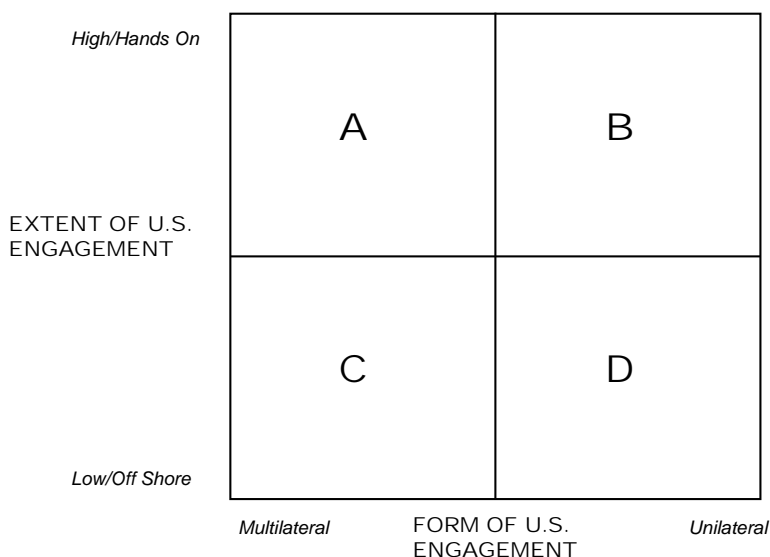 High/Hands On
A
B
EXTENT OF U.S.
ENGAGEMENT
C
D
Low/Off Shore
Multilateral
FORM OF U.S.
ENGAGEMENT
Unilateral